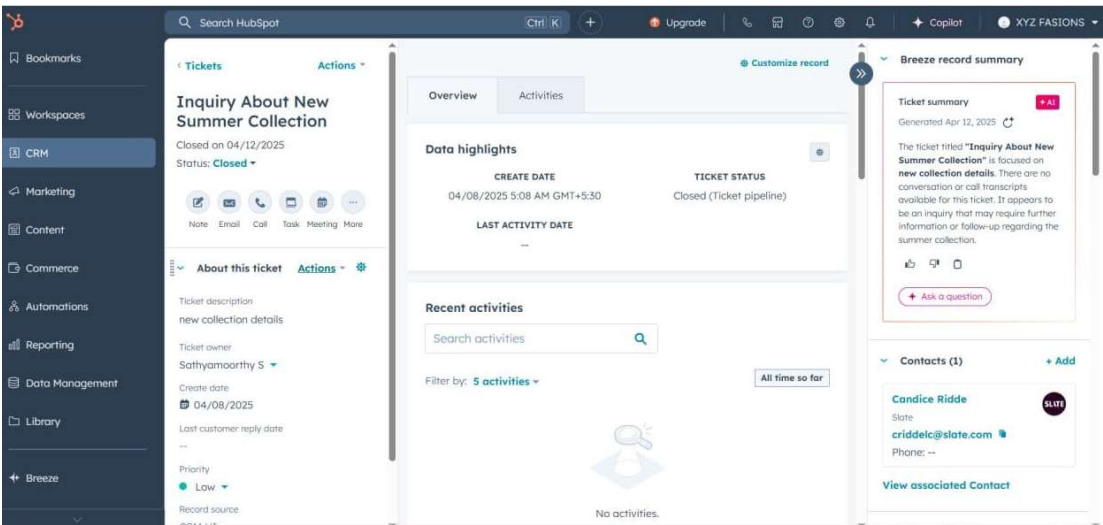 Search HubSpot
Ctrl K
Upgrade
Copilot
XYZ FASIONS
Bookmarks
Workspaces
CRM
Marketing
Content
Commerce
Automations
Reporting
Data Management
Library
Breeze
Tickets
Actions
Inquiry About New
Summer Collection
Closed on 04/12/2025
Status: Closed
Note Email Call Task Meeting More
About this ticket Actions
Ticket description
new collection details
Ticket owner
Sathyamoorthy S
Create date
04/08/2025
Last customer reply date
--
Priority
Low
Record source
Customize record
Overview Activities
Data highlights
CREATE DATE
04/08/2025 5:08 AM GMT+5:30
TICKET STATUS
Closed (Ticket pipeline)
LAST ACTIVITY DATE
--
Recent activities
Search activities
Filter by: 5 activities
All time so far
No activities.
Breeze record summary
Ticket summary
AI
Generated Apr 12, 2025
The ticket titled "Inquiry About New
Summer Collection" is focused on
new collection details. There are no
conversation or call transcripts
available for this ticket. It appears to
be an inquiry that may require further
information or follow-up regarding the
summer collection.
Ask a question
Contacts (1)
+ Add
Candice Ridde
SLATE
Slate
criddelc@slate.com
Phone: --
View associated Contact